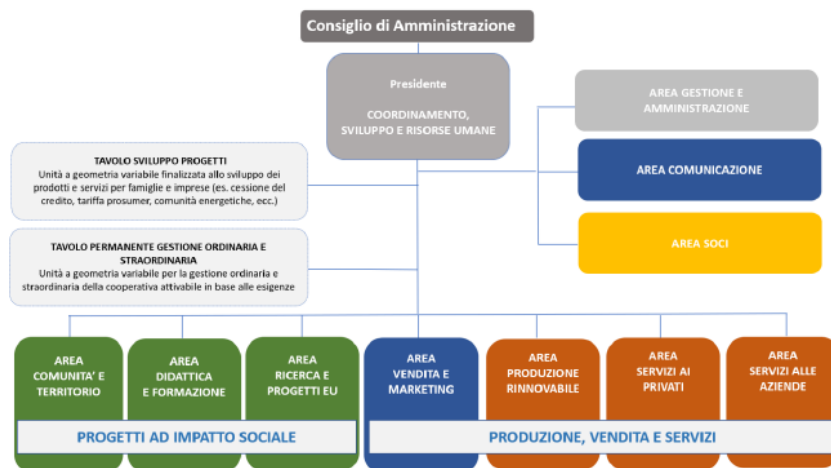 Consiglio di Amministrazione
Presidente
COORDINAMENTO,
SVILUPPO E RISORSE UMANE
AREA GESTIONE E
AMMINISTRAZIONE
AREA COMUNICAZIONE
AREA SOCI
TAVOLO SVILUPPO PROGETTI
Unità a geometria variabile finalizzata allo sviluppo dei
prodotti e servizi per famiglie e imprese (es. cessione del
credito, tariffa prosumer, comunità energetiche, ecc.)
TAVOLO PERMANENTE GESTIONE ORDINARIA E
STRAORDINARIA
Unità a geometria variabile per la gestione ordinaria e
straordinaria della cooperativa attivabile in base alle esigenze
AREA
COMUNITA' E
TERRITORIO
AREA
DIDATTICA
E FORMAZIONE
AREA
RICERCA E
PROGETTI EU
AREA
VENDITA E
MARKETING
AREA
PRODUZIONE
RINNOVABILE
AREA
SERVIZI AI
PRIVATI
AREA
SERVIZI ALLE
AZIENDE
PROGETTI AD IMPATTO SOCIALE
PRODUZIONE, VENDITA E SERVIZI